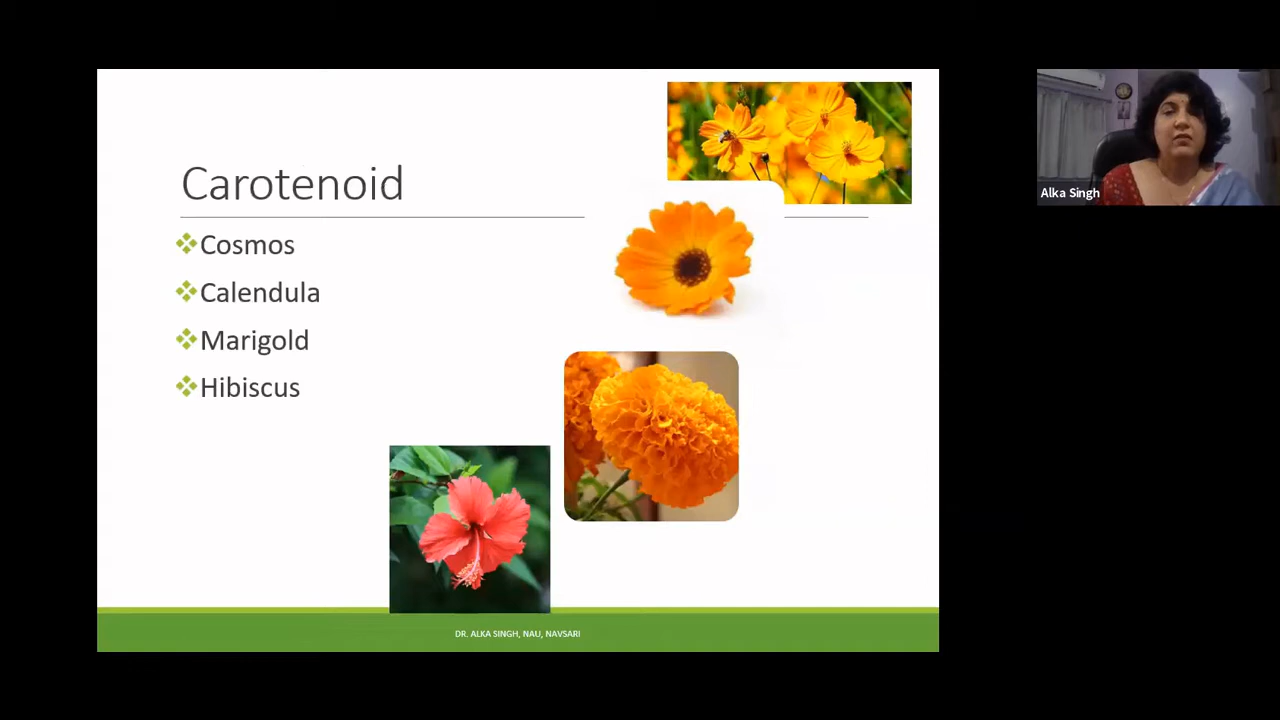 Carotenoid
Cosmos
Calendula
Marigold
Hibiscus
DR. ALKA SINGH, NAU, NAVSARI
Alka Singh